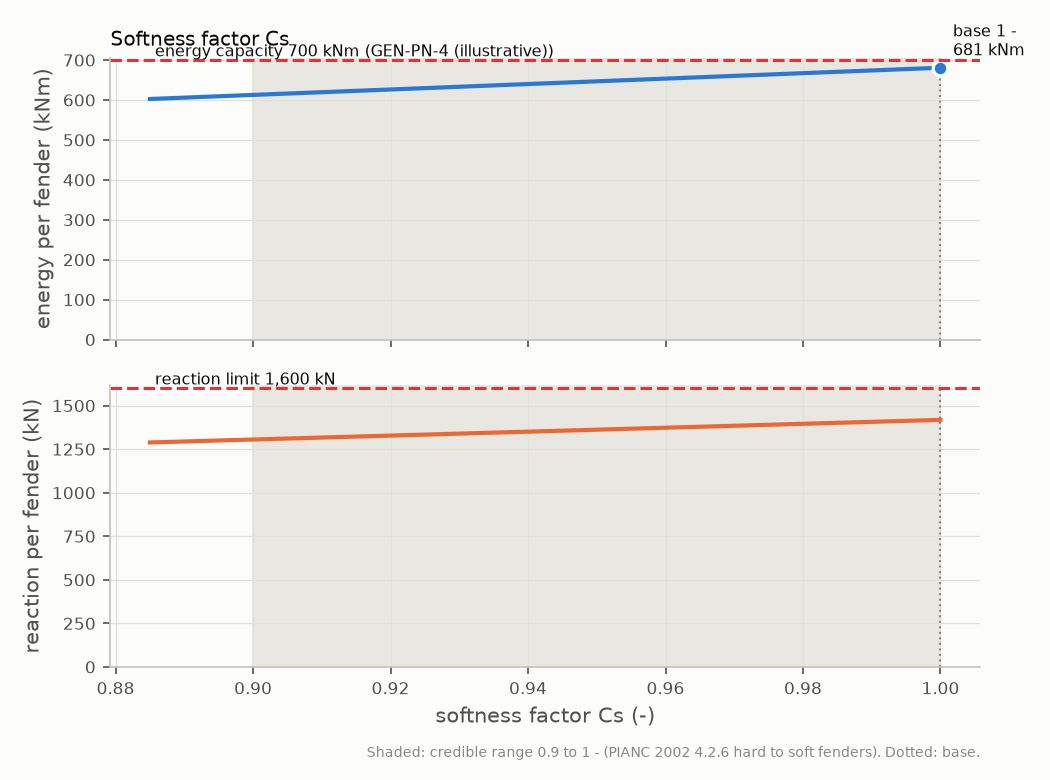 Softness factor Cs
energy capacity 700 kNm (GEN-PN-4 (illustrative))
base 1 -
681 kNm
700
600
500
400
300
200
100
0
energy per fender (kNm)
reaction limit 1,600 kN
1500
1250
1000
750
500
250
0
reaction per fender (kN)
0.88 0.90 0.92 0.94 0.96 0.98 1.00
softness factor Cs (-)
Shaded: credible range 0.9 to 1 - (PIANC 2002 4.2.6 hard to soft fenders). Dotted: base.